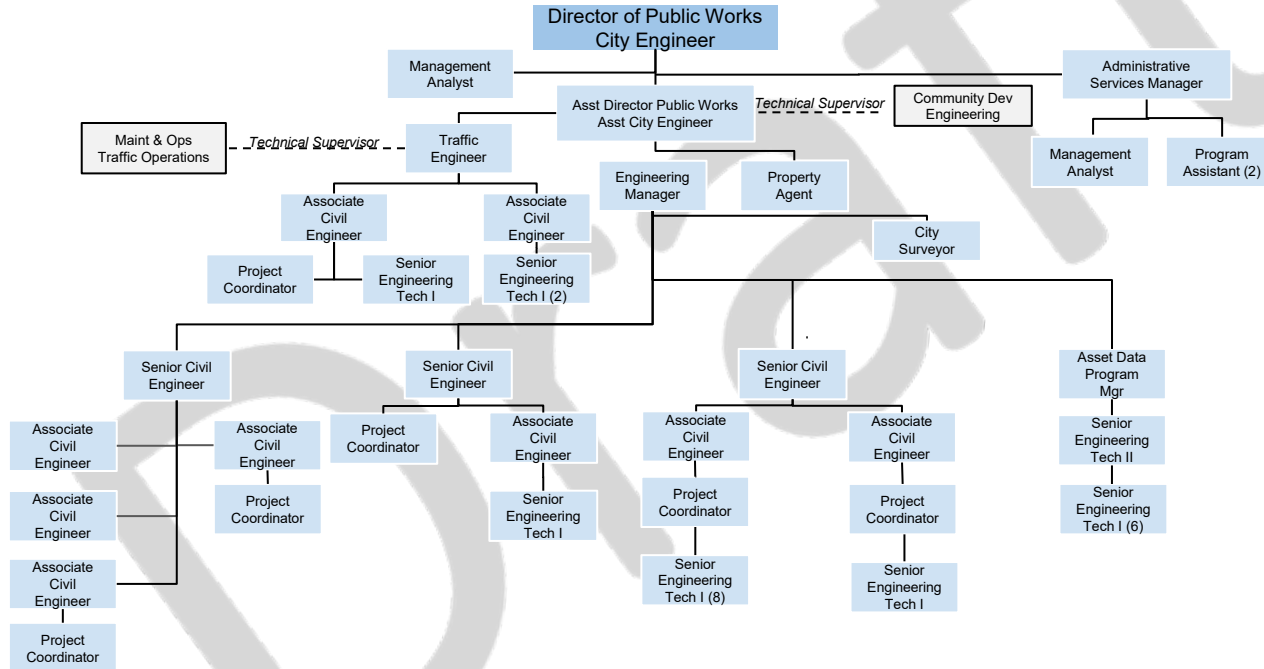 Director of Public Works
City Engineer
Management
Analyst
Administrative
Services Manager
Asst Director Public Works
Asst City Engineer
Technical Supervisor
Community Dev
Engineering
Maint & Ops
Traffic Operations
Technical Supervisor
Traffic
Engineer
Management
Analyst
Program
Assistant (2)
Engineering
Manager
Property
Agent
Associate
Civil
Engineer
Associate
Civil
Engineer
City
Surveyor
Project
Coordinator
Senior
Engineering
Tech I
Senior
Engineering
Tech I (2)
Senior Civil
Engineer
Senior Civil
Engineer
Senior Civil
Engineer
Asset Data
Program
Mgr
Associate
Civil
Engineer
Associate
Civil
Engineer
Project
Coordinator
Associate
Civil
Engineer
Associate
Civil
Engineer
Associate
Civil
Engineer
Senior
Engineering
Tech II
Associate
Civil
Engineer
Project
Coordinator
Senior
Engineering
Tech I
Project
Coordinator
Project
Coordinator
Senior
Engineering
Tech I (6)
Associate
Civil
Engineer
Senior
Engineering
Tech I (8)
Senior
Engineering
Tech I
Project
Coordinator
Draft